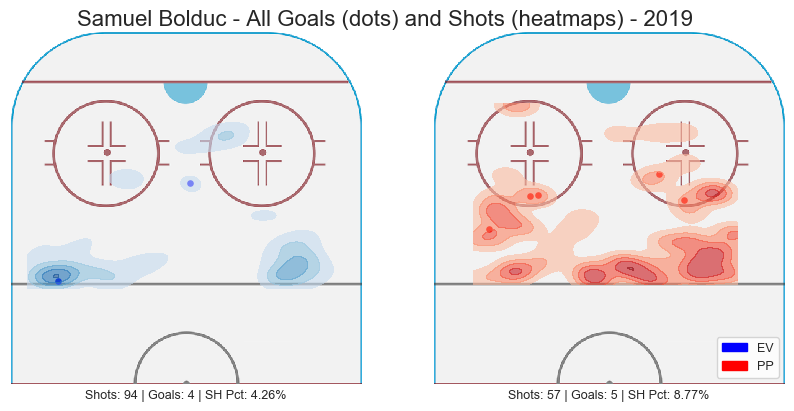 Samuel Bolduc - All Goals (dots) and Shots (heatmaps) - 2019
EV
PP
Shots: 94 | Goals: 4 | SH Pct: 4.26%
Shots: 57 | Goals: 5 | SH Pct: 8.77%